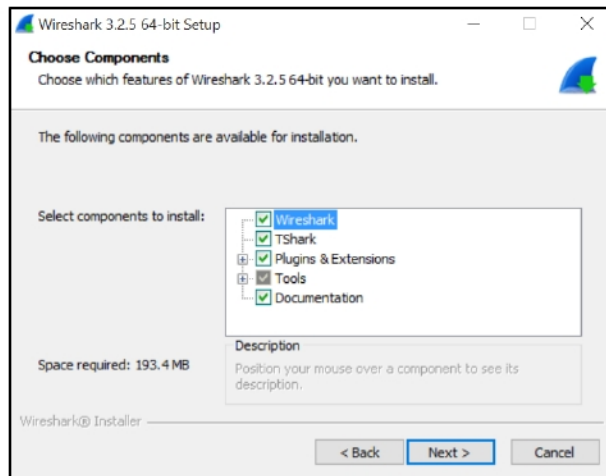 Wireshark 3.2.5 64-bit Setup
Choose Components
Choose which features of Wireshark 3.2.5 64-bit you want to install.
The following components are available for installation.
Select components to install:
Wireshark
TShark
Plugins & Extensions
Tools
Documentation
Space required: 193.4 MB
Description
Position your mouse over a component to see its
description.
Wireshark® Installer
< Back
Next >
Cancel